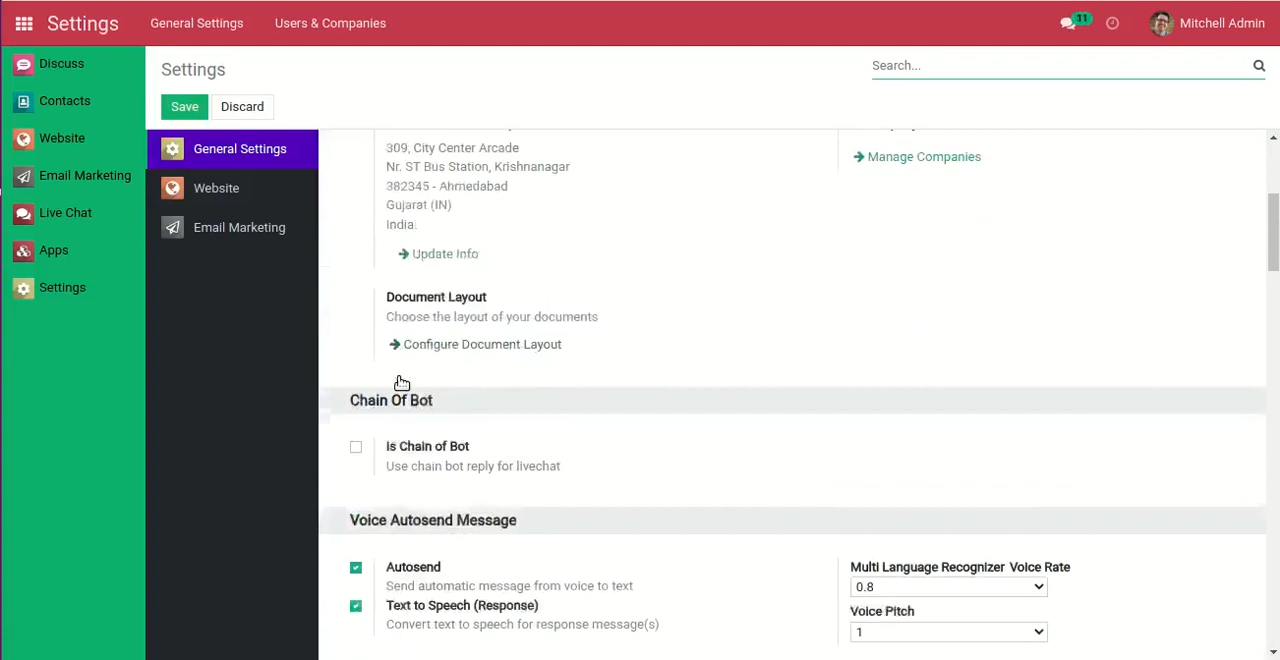 Settings
General Settings
Users & Companies
11
Mitchell Admin
Discuss
Contacts
Website
Email Marketing
Live Chat
Apps
Settings
Settings
Search...
Save
Discard
General Settings
Website
Email Marketing
309, City Center Arcade
Nr. ST Bus Station, Krishnanagar
382345 - Ahmedabad
Gujarat (IN)
India.
Update Info
Manage Companies
Document Layout
Choose the layout of your documents
Configure Document Layout
Chain Of Bot
Is Chain of Bot
Use chain bot reply for livechat
Voice Autosend Message
Autosend
Send automatic message from voice to text
Text to Speech (Response)
Convert text to speech for response message(s)
Multi Language Recognizer Voice Rate
0.8
Voice Pitch
1